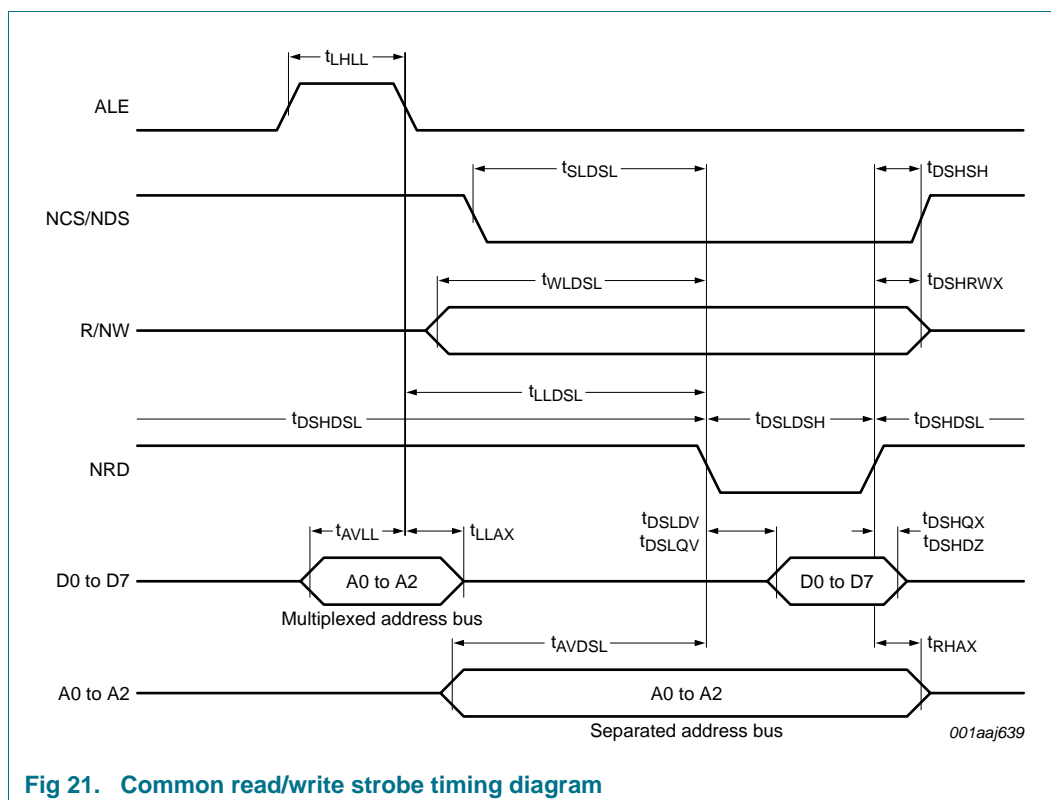 tLHLL
ALE
tSLDSL
tDSHSH
NCS/NDS
tWLDSL
tDSHRWX
R/NW
tLLDSL
tDSHDSL
tDSLDSH
tDSHDSL
NRD
tAVLL
tLLAX
tDSLDV
tDSLQV
tDSHQX
tDSHDZ
D0 to D7
A0 to A2
D0 to D7
Multiplexed address bus
tAVDSL
tRHAX
A0 to A2
A0 to A2
Separated address bus
001aaj639
Fig 21. Common read/write strobe timing diagram